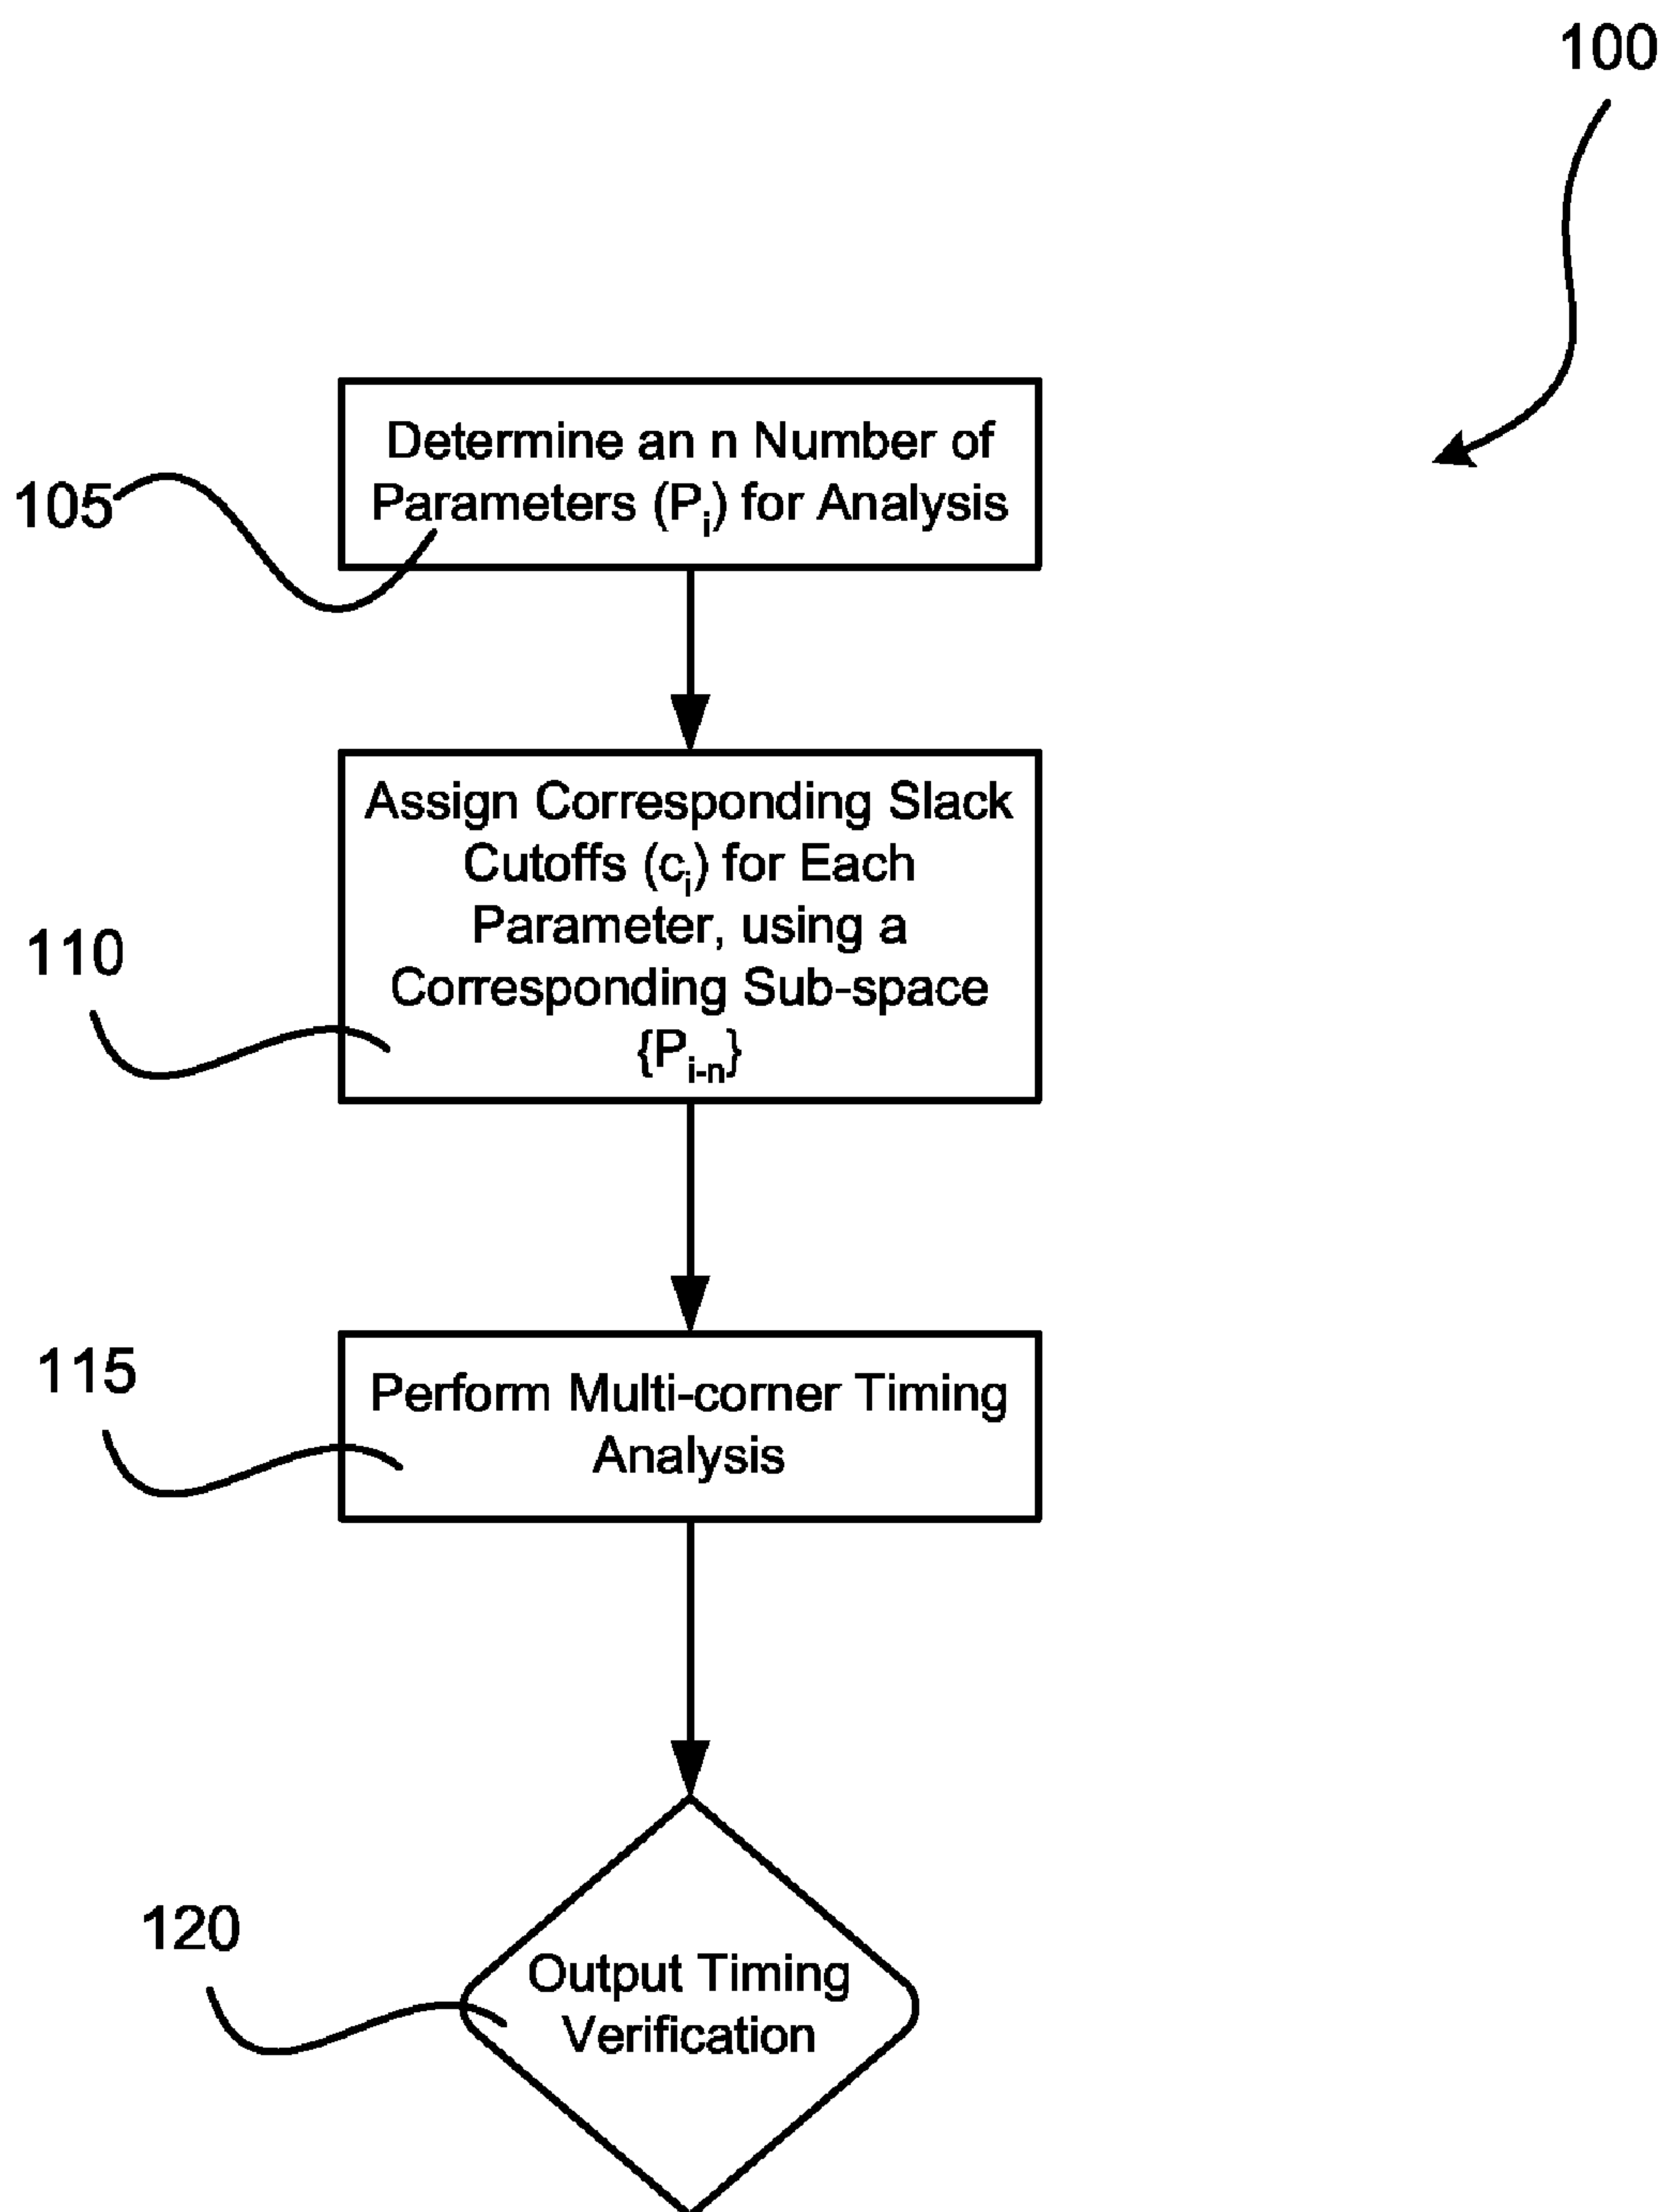 100
Determine an n Number of
Parameters (Pi) for Analysis
105
Assign Corresponding Slack
Cutoffs (ci) for Each
Parameter, using a
Corresponding Sub-space
{Pi-n}
110
Perform Multi-corner Timing
Analysis
115
Output Timing
Verification
120